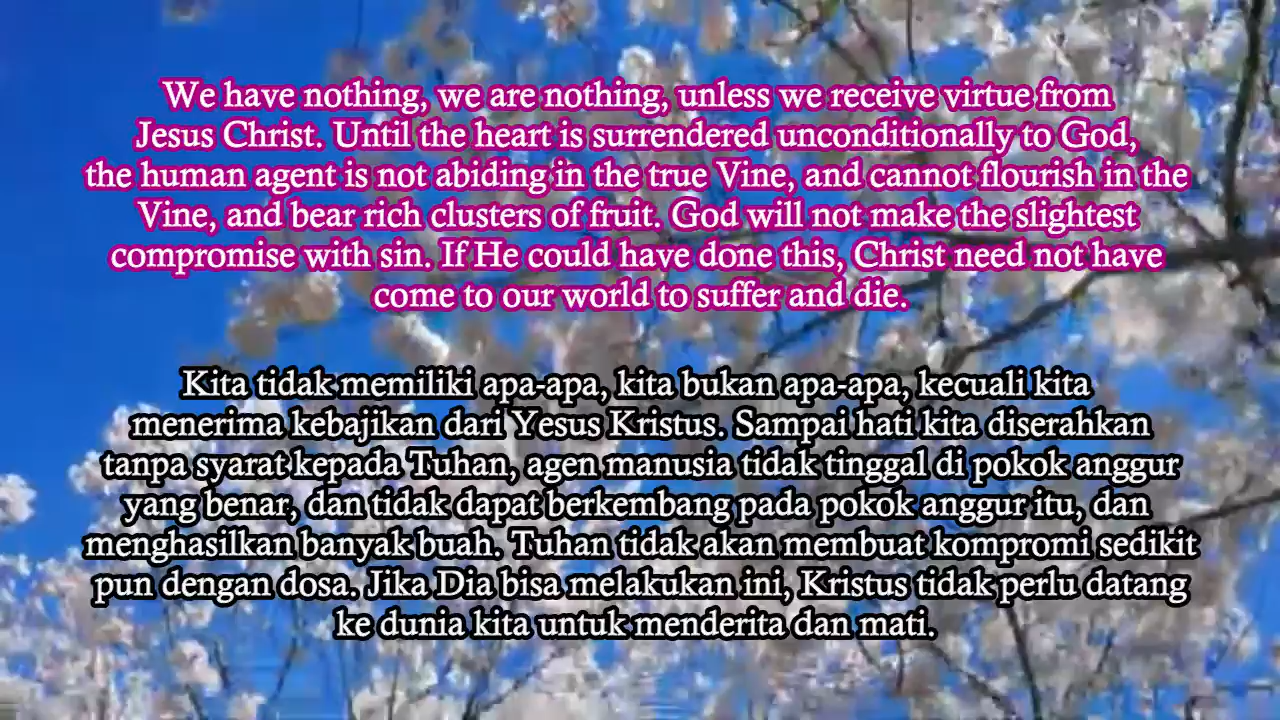 We have nothing, we are nothing, unless we receive virtue from
Jesus Christ. Until the heart is surrendered unconditionally to God,
the human agent is not abiding in the true Vine, and cannot flourish in the
Vine, and bear rich clusters of fruit. God will not make the slightest
compromise with sin. If He could have done this, Christ need not have
come to our world to suffer and die.
Kita tidak memiliki apa-apa, kita bukan apa-apa, kecuali kita
menerima kebajikan dari Yesus Kristus. Sampai hati kita diserahkan
tanpa syarat kepada Tuhan, agen manusia tidak tinggal di pokok anggur
yang benar, dan tidak dapat berkembang pada pokok anggur itu, dan
menghasilkan banyak buah. Tuhan tidak akan membuat kompromi sedikit
pun dengan dosa. Jika Dia bisa melakukan ini, Kristus tidak perlu datang
ke dunia kita untuk menderita dan mati.